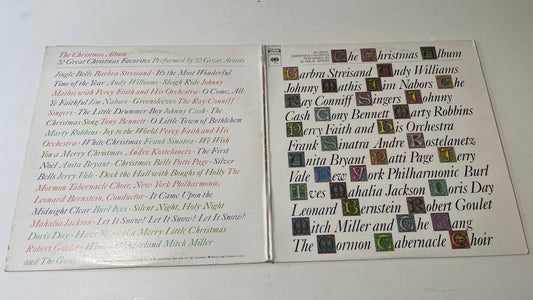 The Christmas Album
20 Great Christmas Favorites Performed by 20 Great Artists
Jingle Bells Barbra Streisand · It's the Most Wonderful
Time of the Year Andy Williams · Sleigh Ride Johnny
Mathis with Percy Faith and His Orchestra · O Come, All
Ye Faithful Jim Nabors · Greensleeves The Ray Conniff
Singers · The Little Drummer Boy Johnny Cash · The
Christmas Song Tony Bennett · O Little Town of Bethlehem
Marty Robbins · Joy to the World Percy Faith and His
Orchestra · White Christmas Frank Sinatra · We Wish
You a Merry Christmas Andre Kostelanetz · The First
Noel Anita Bryant · Christmas Bells Patti Page · Silver
Bells Jerry Vale · Deck the Hall with Boughs of Holly The
Mormon Tabernacle Choir, New York Philharmonic,
Leonard Bernstein, Conductor · It Came Upon the
Midnight Clear Burl Ives · Silent Night, Holy Night
Mahalia Jackson · Let It Snow! Let It Snow! Let It Snow!
Doris Day · Have Yourself a Merry Little Christmas
Robert Goulet · Winter Wonderland Mitch Miller
and The Gang
20 GREAT
CHRISTMAS FAVORITES
PERFORMED BY
20 GREAT ARTISTS
The Christmas Album
Barbra Streisand Andy Williams
Johnny Mathis Jim Nabors The
Ray Conniff Singers Johnny
Cash Tony Bennett Marty Robbins
Percy Faith and His Orchestra
Frank Sinatra Andre Kostelanetz
Anita Bryant Patti Page Jerry
Vale New York Philharmonic Burl
Ives Mahalia Jackson Doris Day
Leonard Bernstein Robert Goulet
Mitch Miller and The Gang
The Mormon Tabernacle Choir